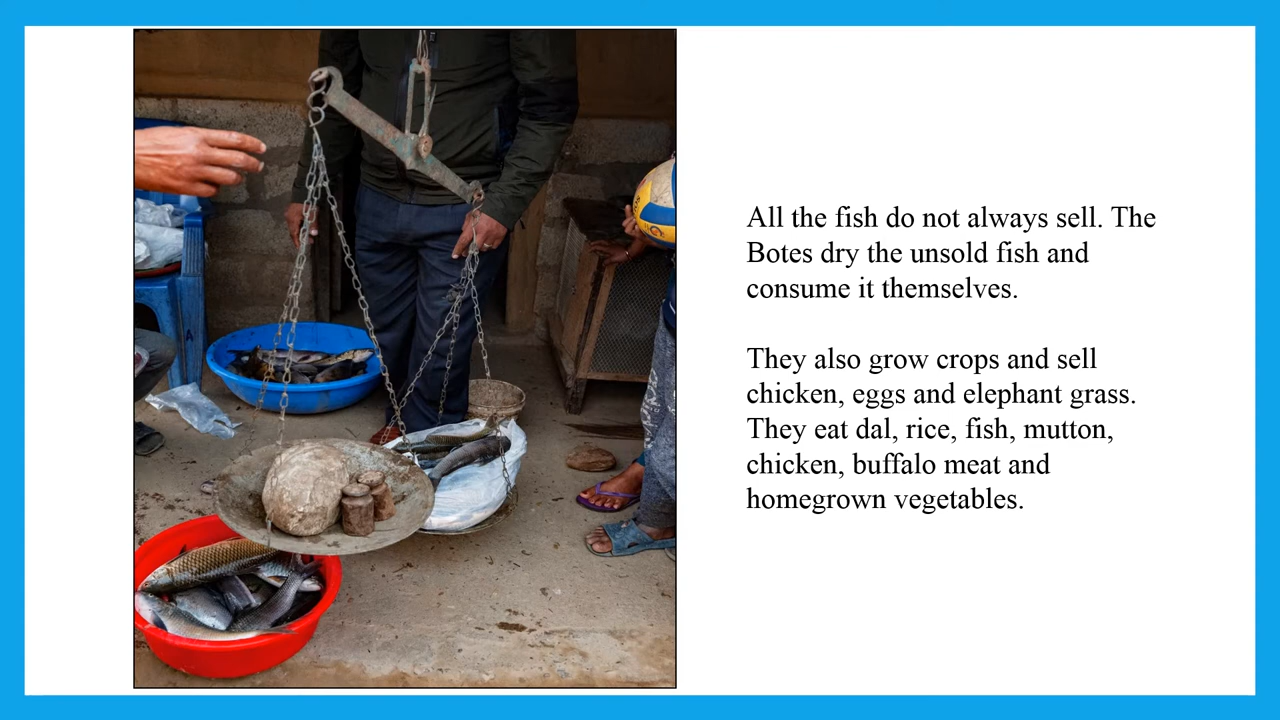 All the fish do not always sell. The
Botes dry the unsold fish and
consume it themselves.
They also grow crops and sell
chicken, eggs and elephant grass.
They eat dal, rice, fish, mutton,
chicken, buffalo meat and
homegrown vegetables.